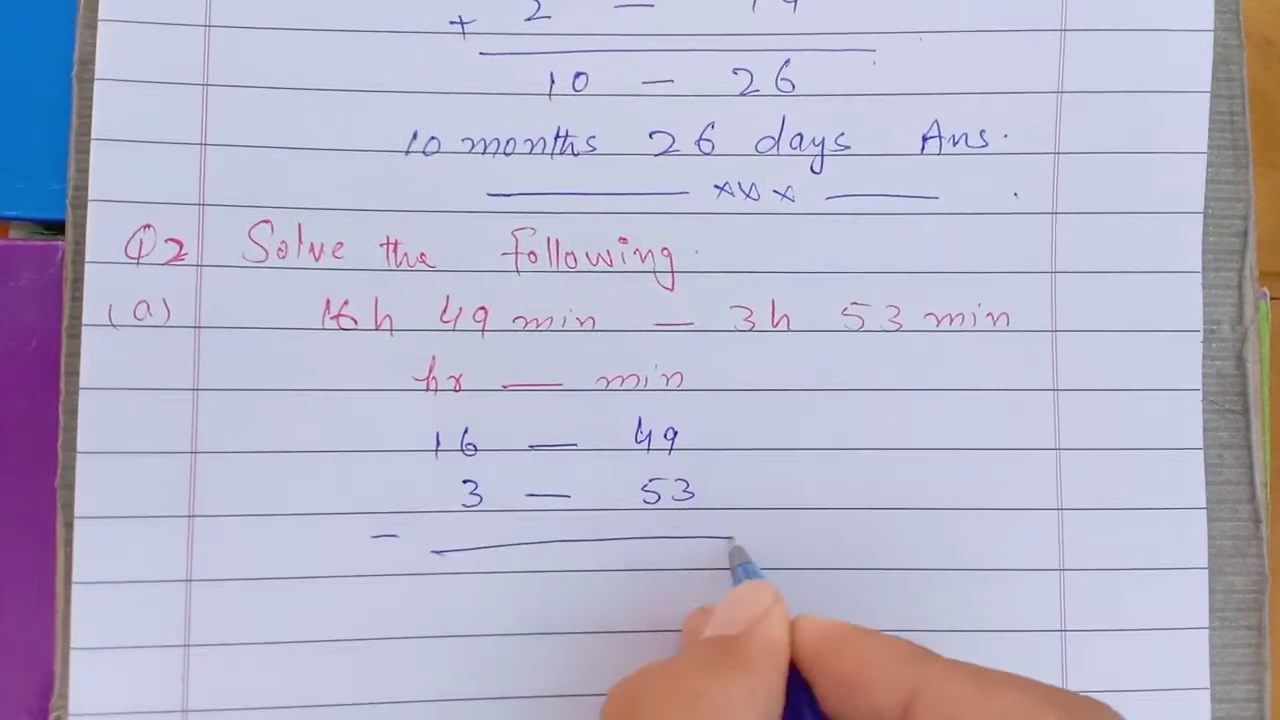 + 2 —
10 — 26
10 months 26 days Ans.
——— xxx ———
Q2 Solve the following.
(a) 16h 49 min — 3h 53 min
hr — min
16 — 49
3 — 53
-